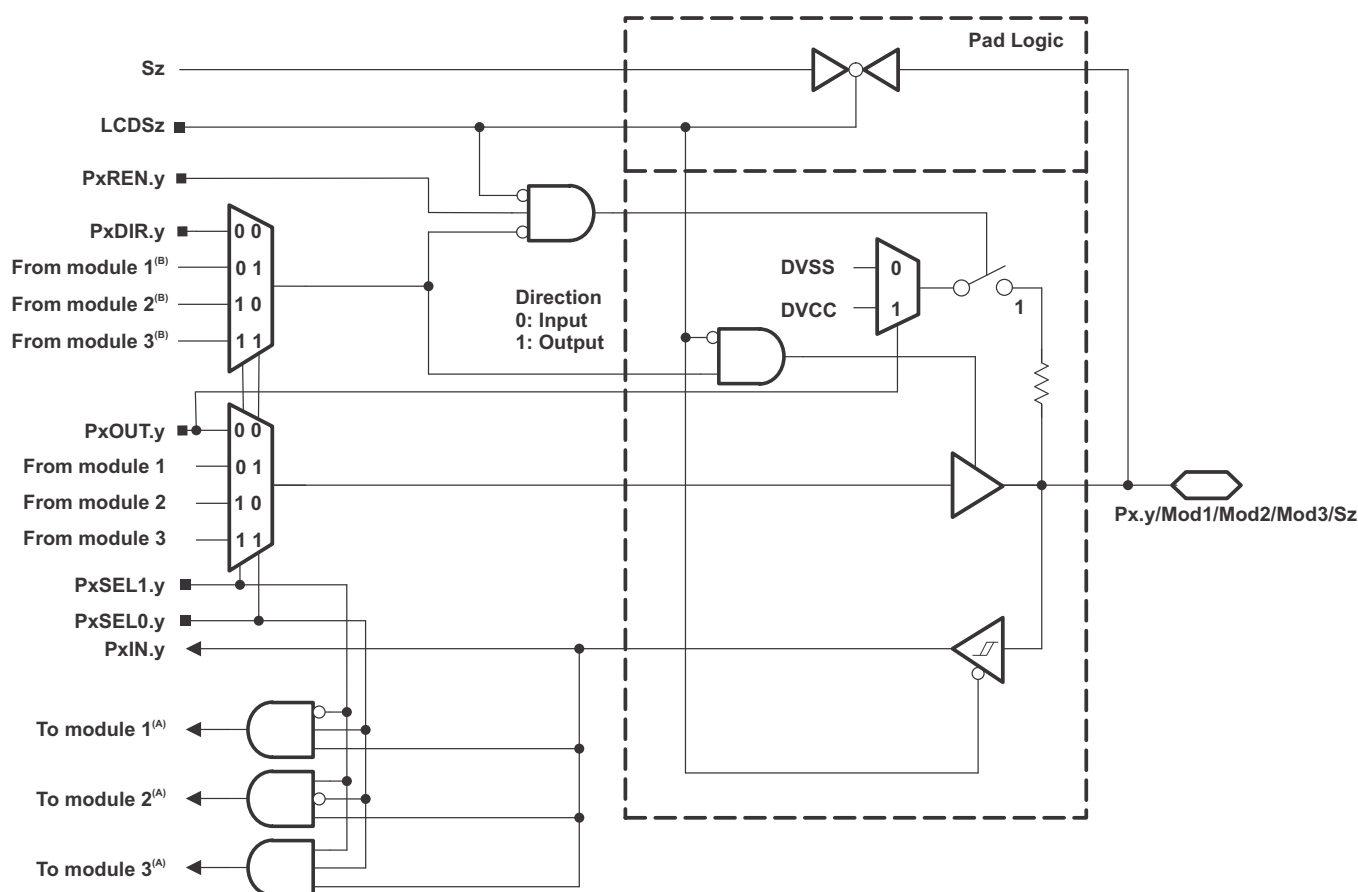 Pad Logic
Sz
LCDSz
PxREN.y
PxDIR.y
0 0
From module 1(B)
0 1
From module 2(B)
1 0
From module 3(B)
1 1
Direction
0: Input
1: Output
DVSS
0
DVCC
1
1
PxOUT.y
0 0
From module 1
0 1
From module 2
1 0
From module 3
1 1
Px.y/Mod1/Mod2/Mod3/Sz
PxSEL1.y
PxSEL0.y
PxIN.y
To module 1(A)
To module 2(A)
To module 3(A)